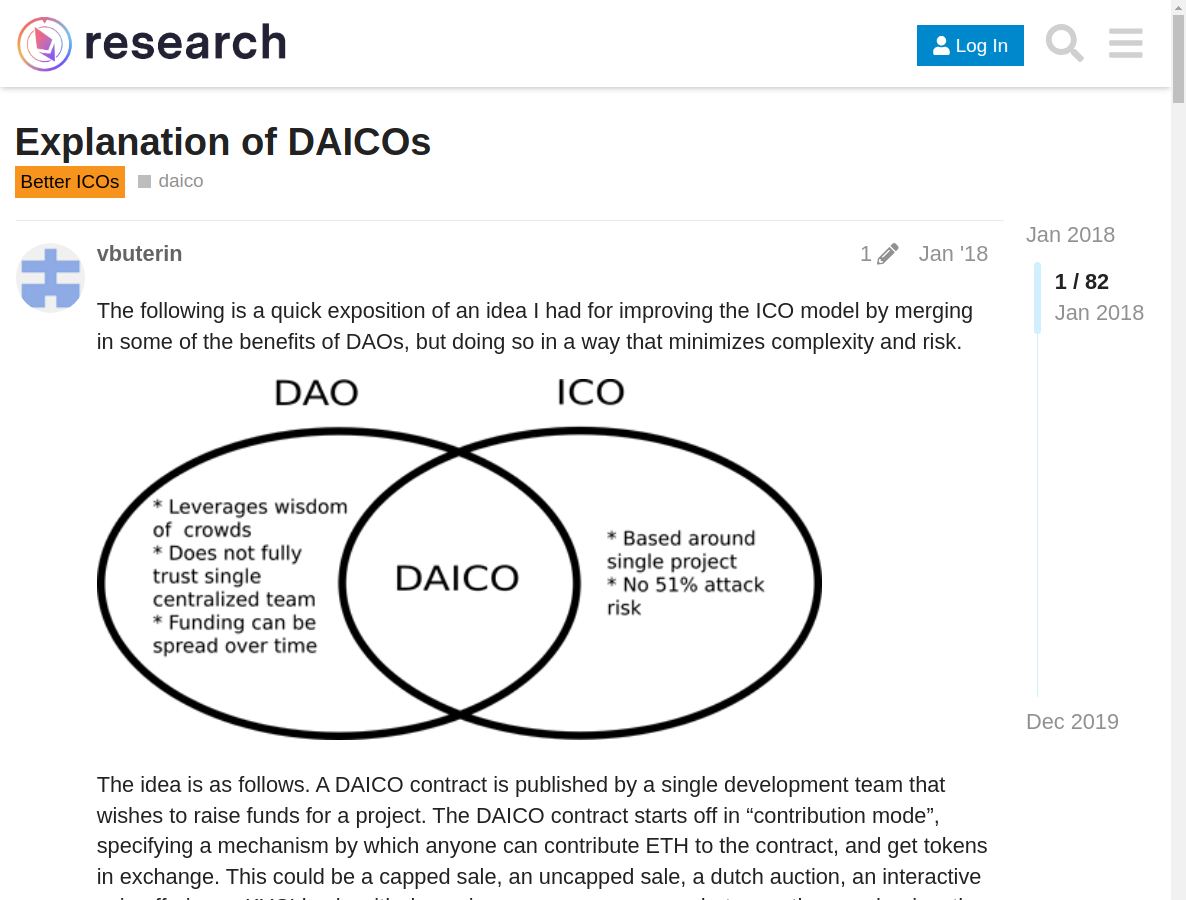 research
Log In
Explanation of DAICOs
Better ICOs
daico
vbuterin
1
Jan '18
The following is a quick exposition of an idea I had for improving the ICO model by merging
in some of the benefits of DAOs, but doing so in a way that minimizes complexity and risk.
DAO
ICO
* Leverages wisdom
of crowds
* Does not fully
trust single
centralized team
* Funding can be
spread over time
DAICO
* Based around
single project
* No 51% attack
risk
The idea is as follows. A DAICO contract is published by a single development team that
wishes to raise funds for a project. The DAICO contract starts off in “contribution mode”,
specifying a mechanism by which anyone can contribute ETH to the contract, and get tokens
in exchange. This could be a capped sale, an uncapped sale, a dutch auction, an interactive
Jan 2018
1 / 82
Jan 2018
Dec 2019